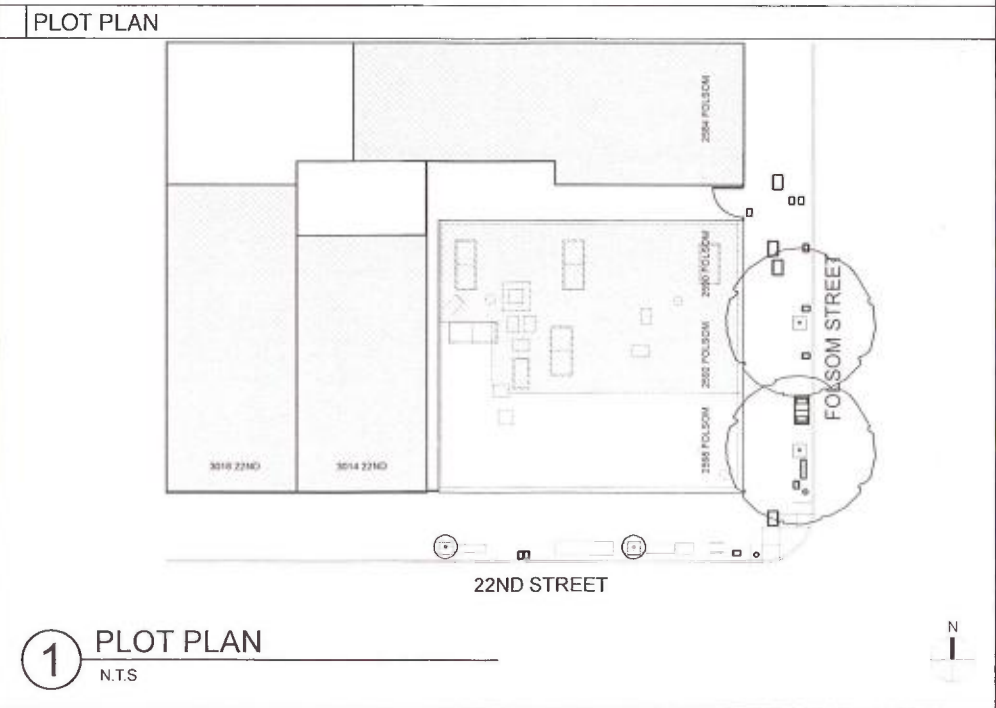 PLOT PLAN
2584 FOLSOM
2590 FOLSOM
2592 FOLSOM
2598 FOLSOM
FOLSOM STREET
3018 22ND
3014 22ND
22ND STREET
1
PLOT PLAN
N.T.S
N